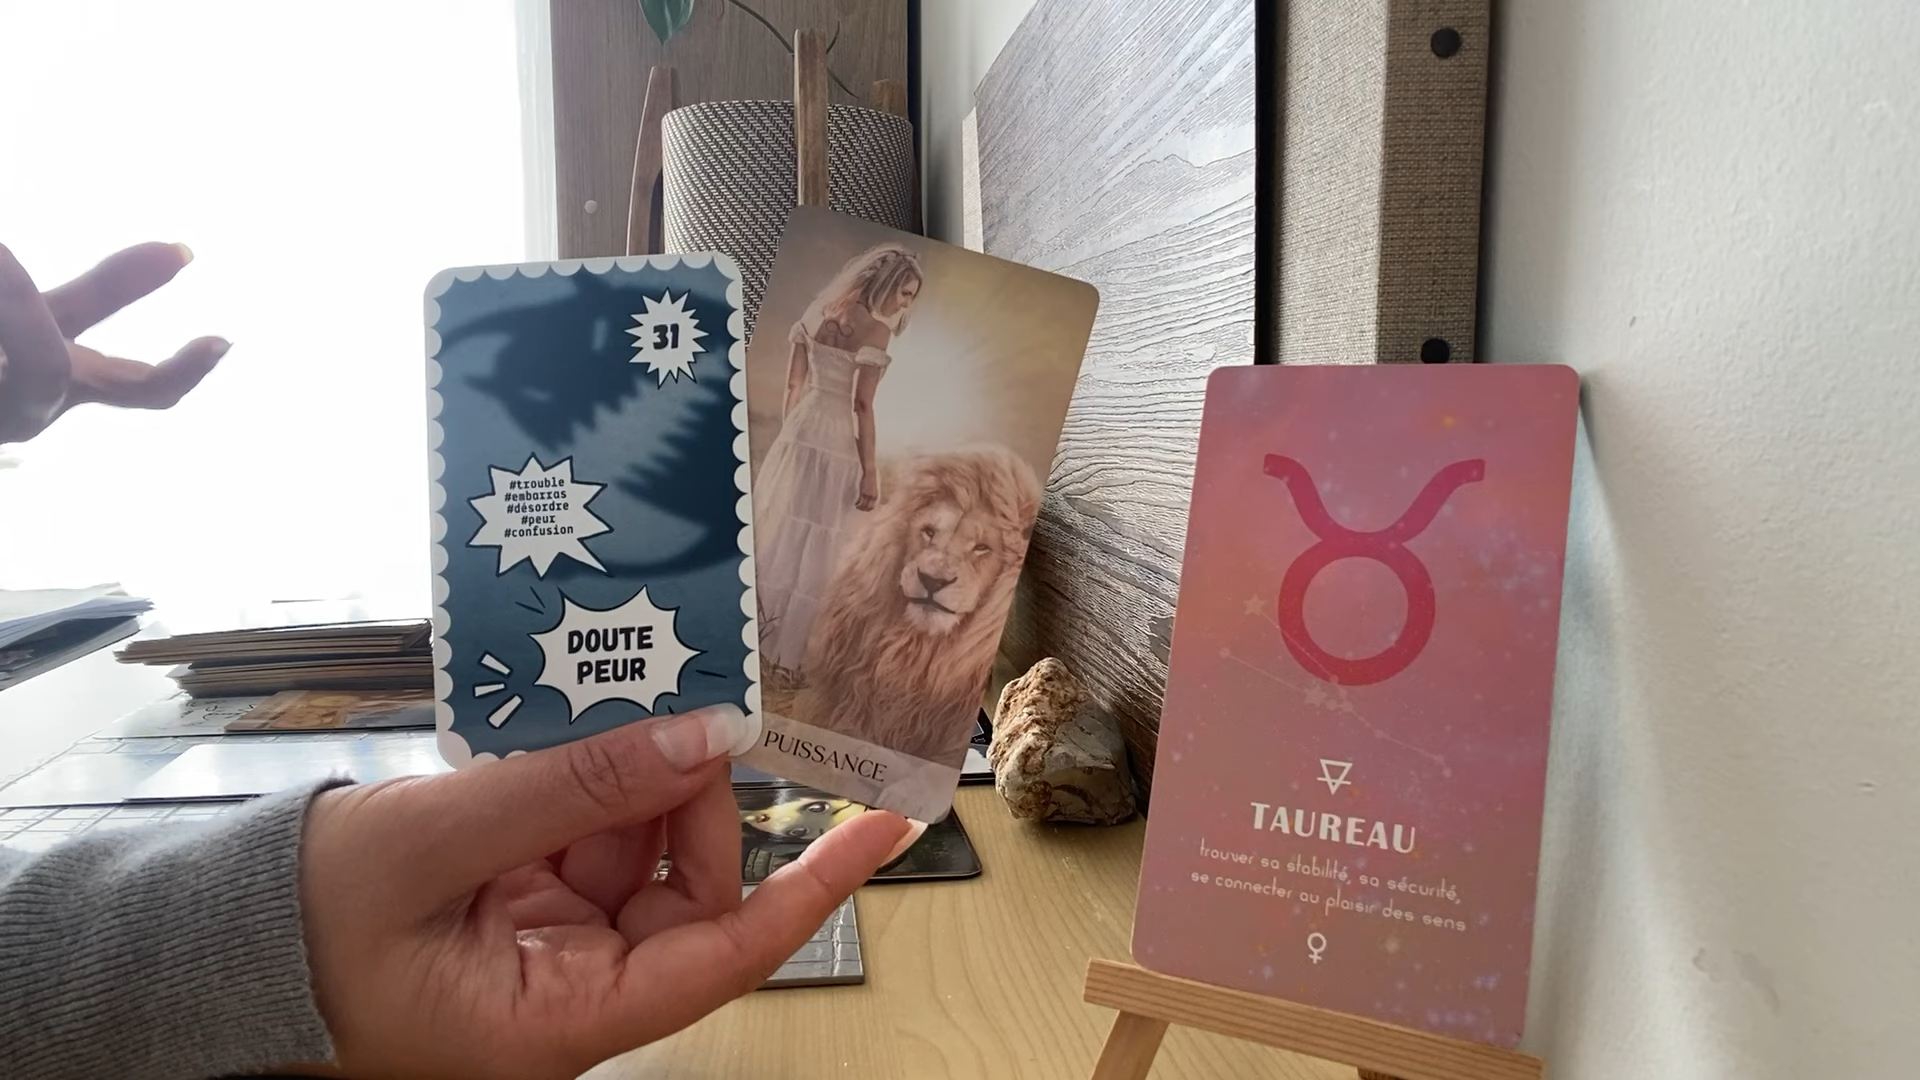 31
#trouble
#embarras
#désordre
#peur
#confusion
DOUTE
PEUR
PUISSANCE
TAUREAU
trouver sa stabilité, sa sécurité,
se connecter au plaisir des sens